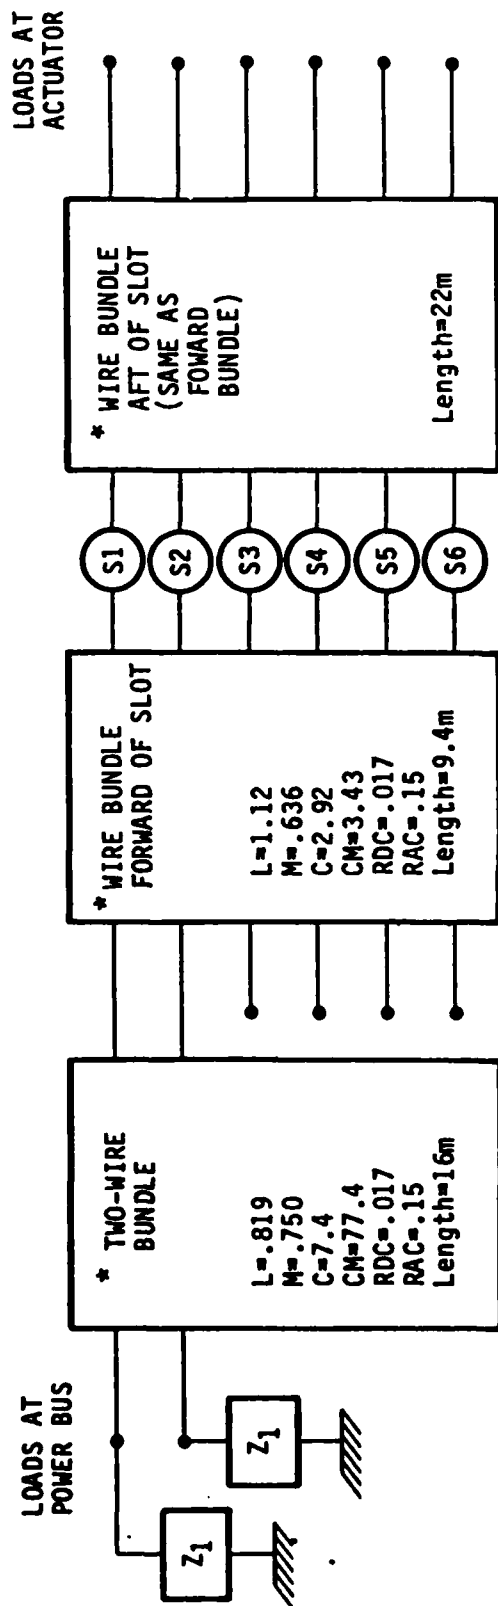 LOADS AT
POWER BUS
Z1
Z1
* TWO-WIRE
BUNDLE
L=.819
M=.750
C=7.4
CM=77.4
RDC=.017
RAC=.15
Length=16m
* WIRE BUNDLE
FORWARD OF SLOT
L=1.12
M=.636
C=2.92
CM=3.43
RDC=.017
RAC=.15
Length=9.4m
S1
S2
S3
S4
S5
S6
* WIRE BUNDLE
AFT OF SLOT
(SAME AS
FOWARD
BUNDLE)
Length=22m
LOADS AT
ACTUATOR